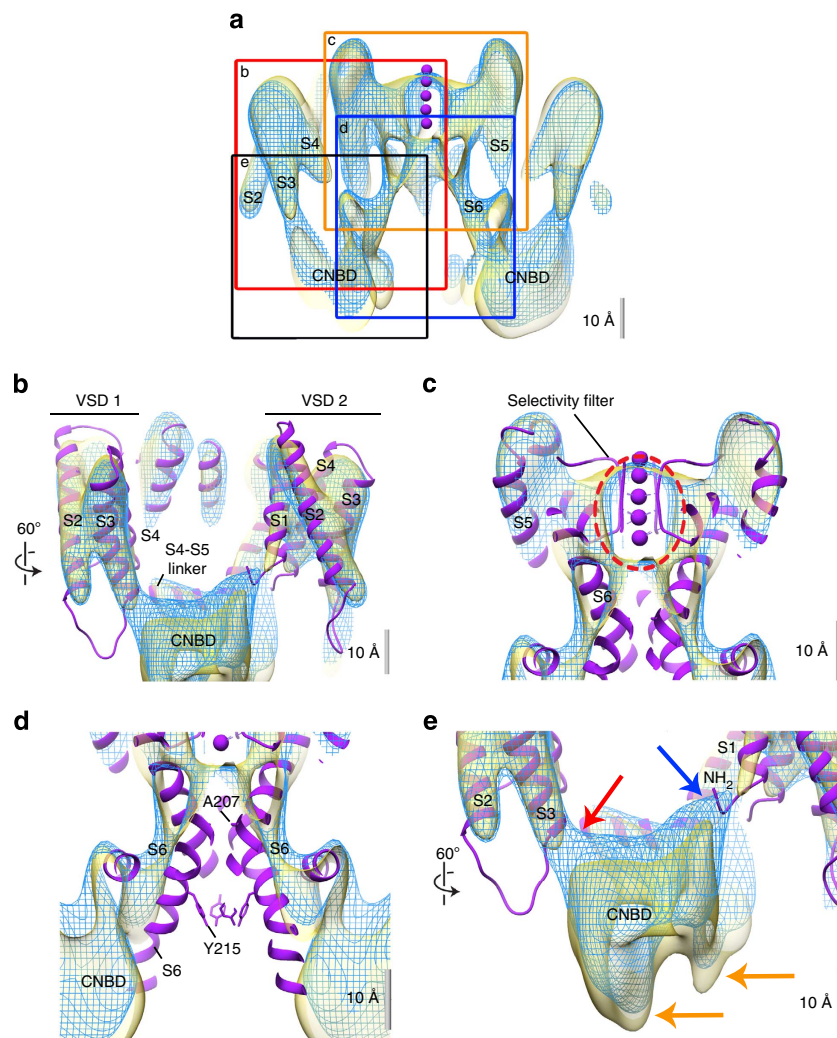 a
c
b
d
S4
S5
e
S3
S2
S6
CNBD
CNBD
10 Å
b
VSD 1
VSD 2
S4
S2
S3
S3
S1
S2
S4
60°
S4-S5
linker
CNBD
10 Å
c
Selectivity filter
S5
S6
10 Å
d
A207
S6
S6
Y215
S6
CNBD
10 Å
e
S1
NH2
S2
S3
60°
CNBD
10 Å